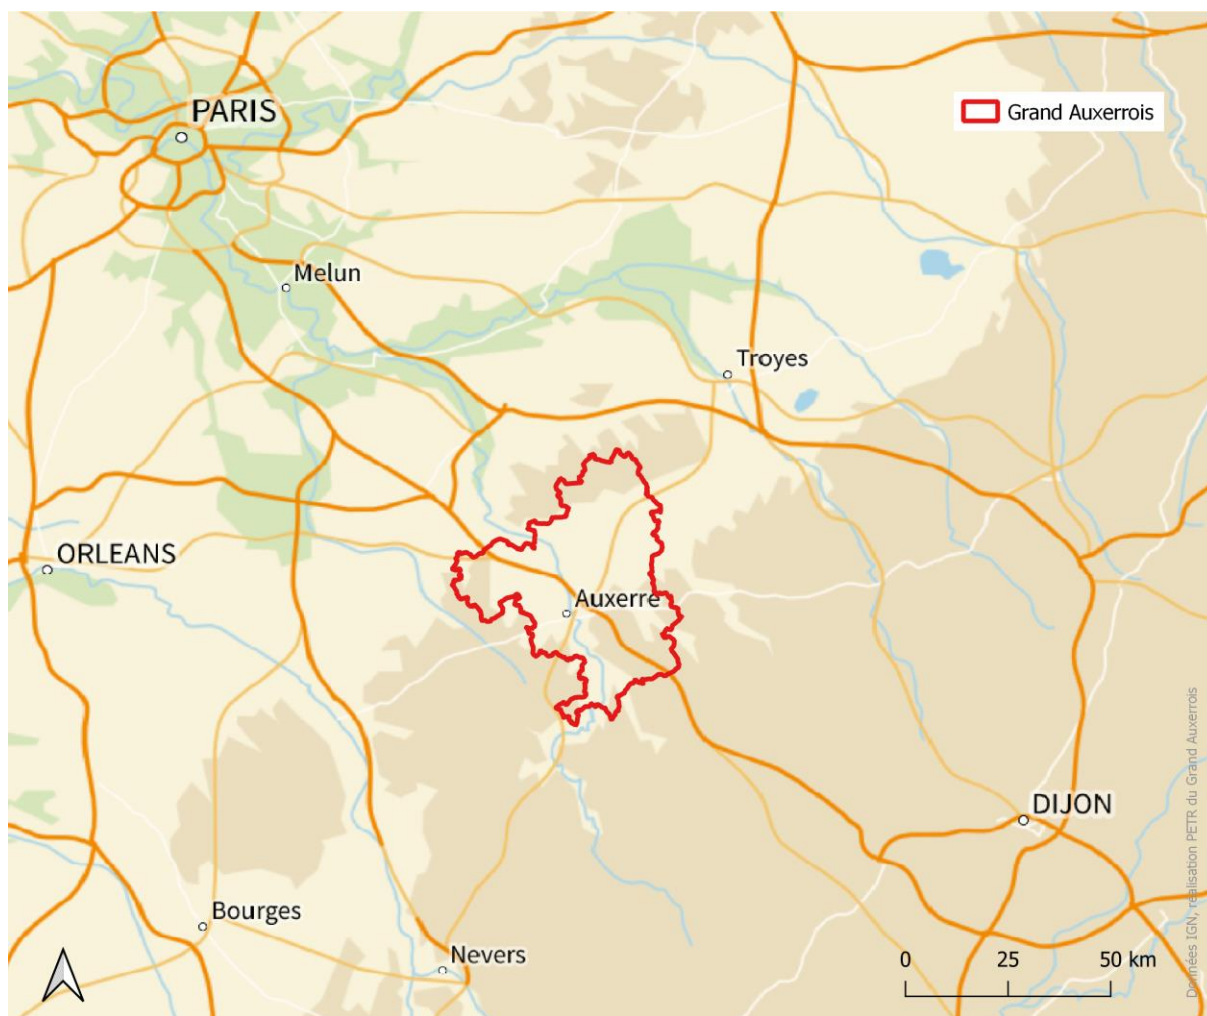 PARIS
Grand Auxerrois
Melun
Troyes
ORLEANS
Auxerre
DIJON
Bourges
Nevers
0 25 50 km
Données IGN, réalisation PETR du Grand Auxerrois